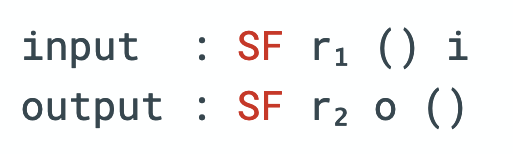 input  : SF r₁ () i
output : SF r₂ o ()